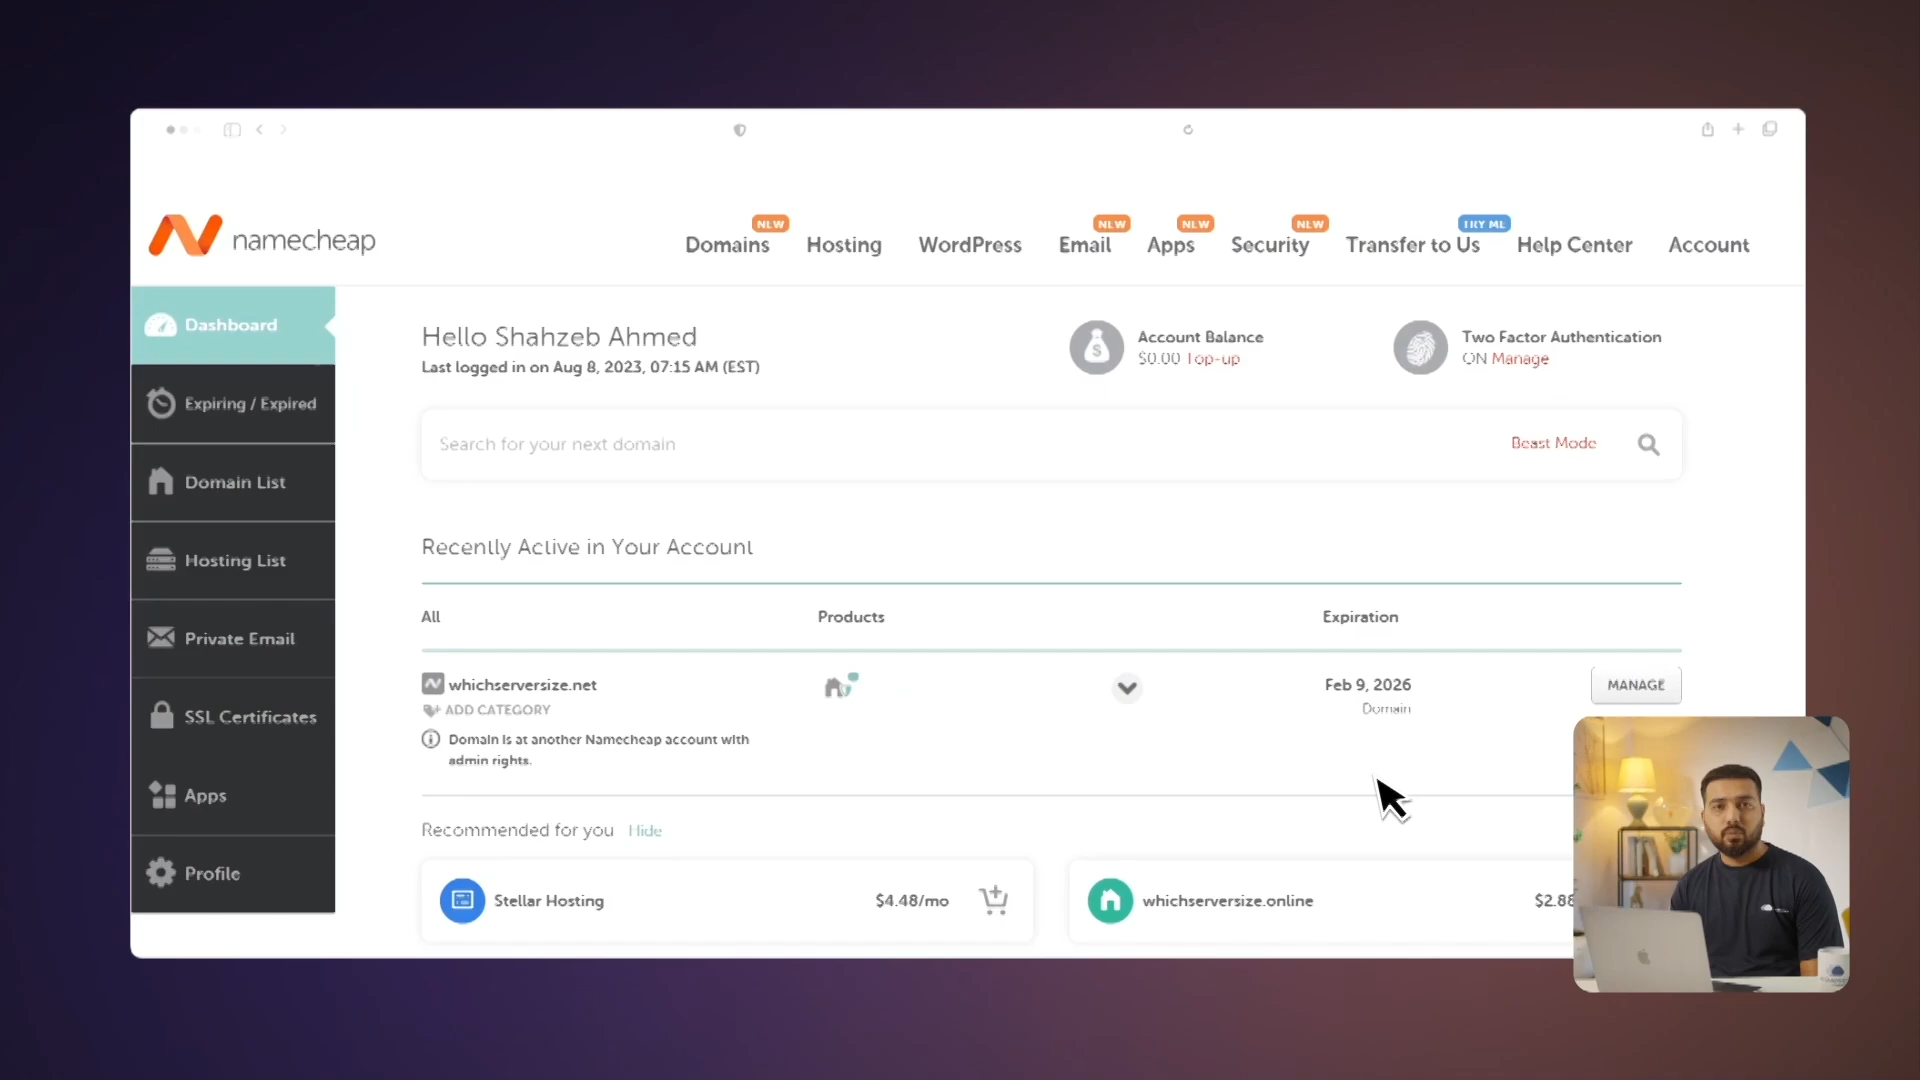 namecheap
NEW NEW NEW NEW TRY ME
Domains Hosting WordPress Email Apps Security Transfer to Us Help Center Account
Dashboard
Expiring / Expired
Domain List
Hosting List
Private Email
SSL Certificates
Apps
Profile
Hello Shahzeb Ahmed
Last logged in on Aug 8, 2023, 07:15 AM (EST)
Account Balance
$0.00 Top-up
Two Factor Authentication
ON Manage
Search for your next domain
Beast Mode
Recently Active in Your Account
All Products Expiration
whichserversize.net
ADD CATEGORY
Domain is at another Namecheap account with
admin rights.
Feb 9, 2026
Domain
MANAGE
Recommended for you Hide
Stellar Hosting $4.48/mo
whichserversize.online $2.88